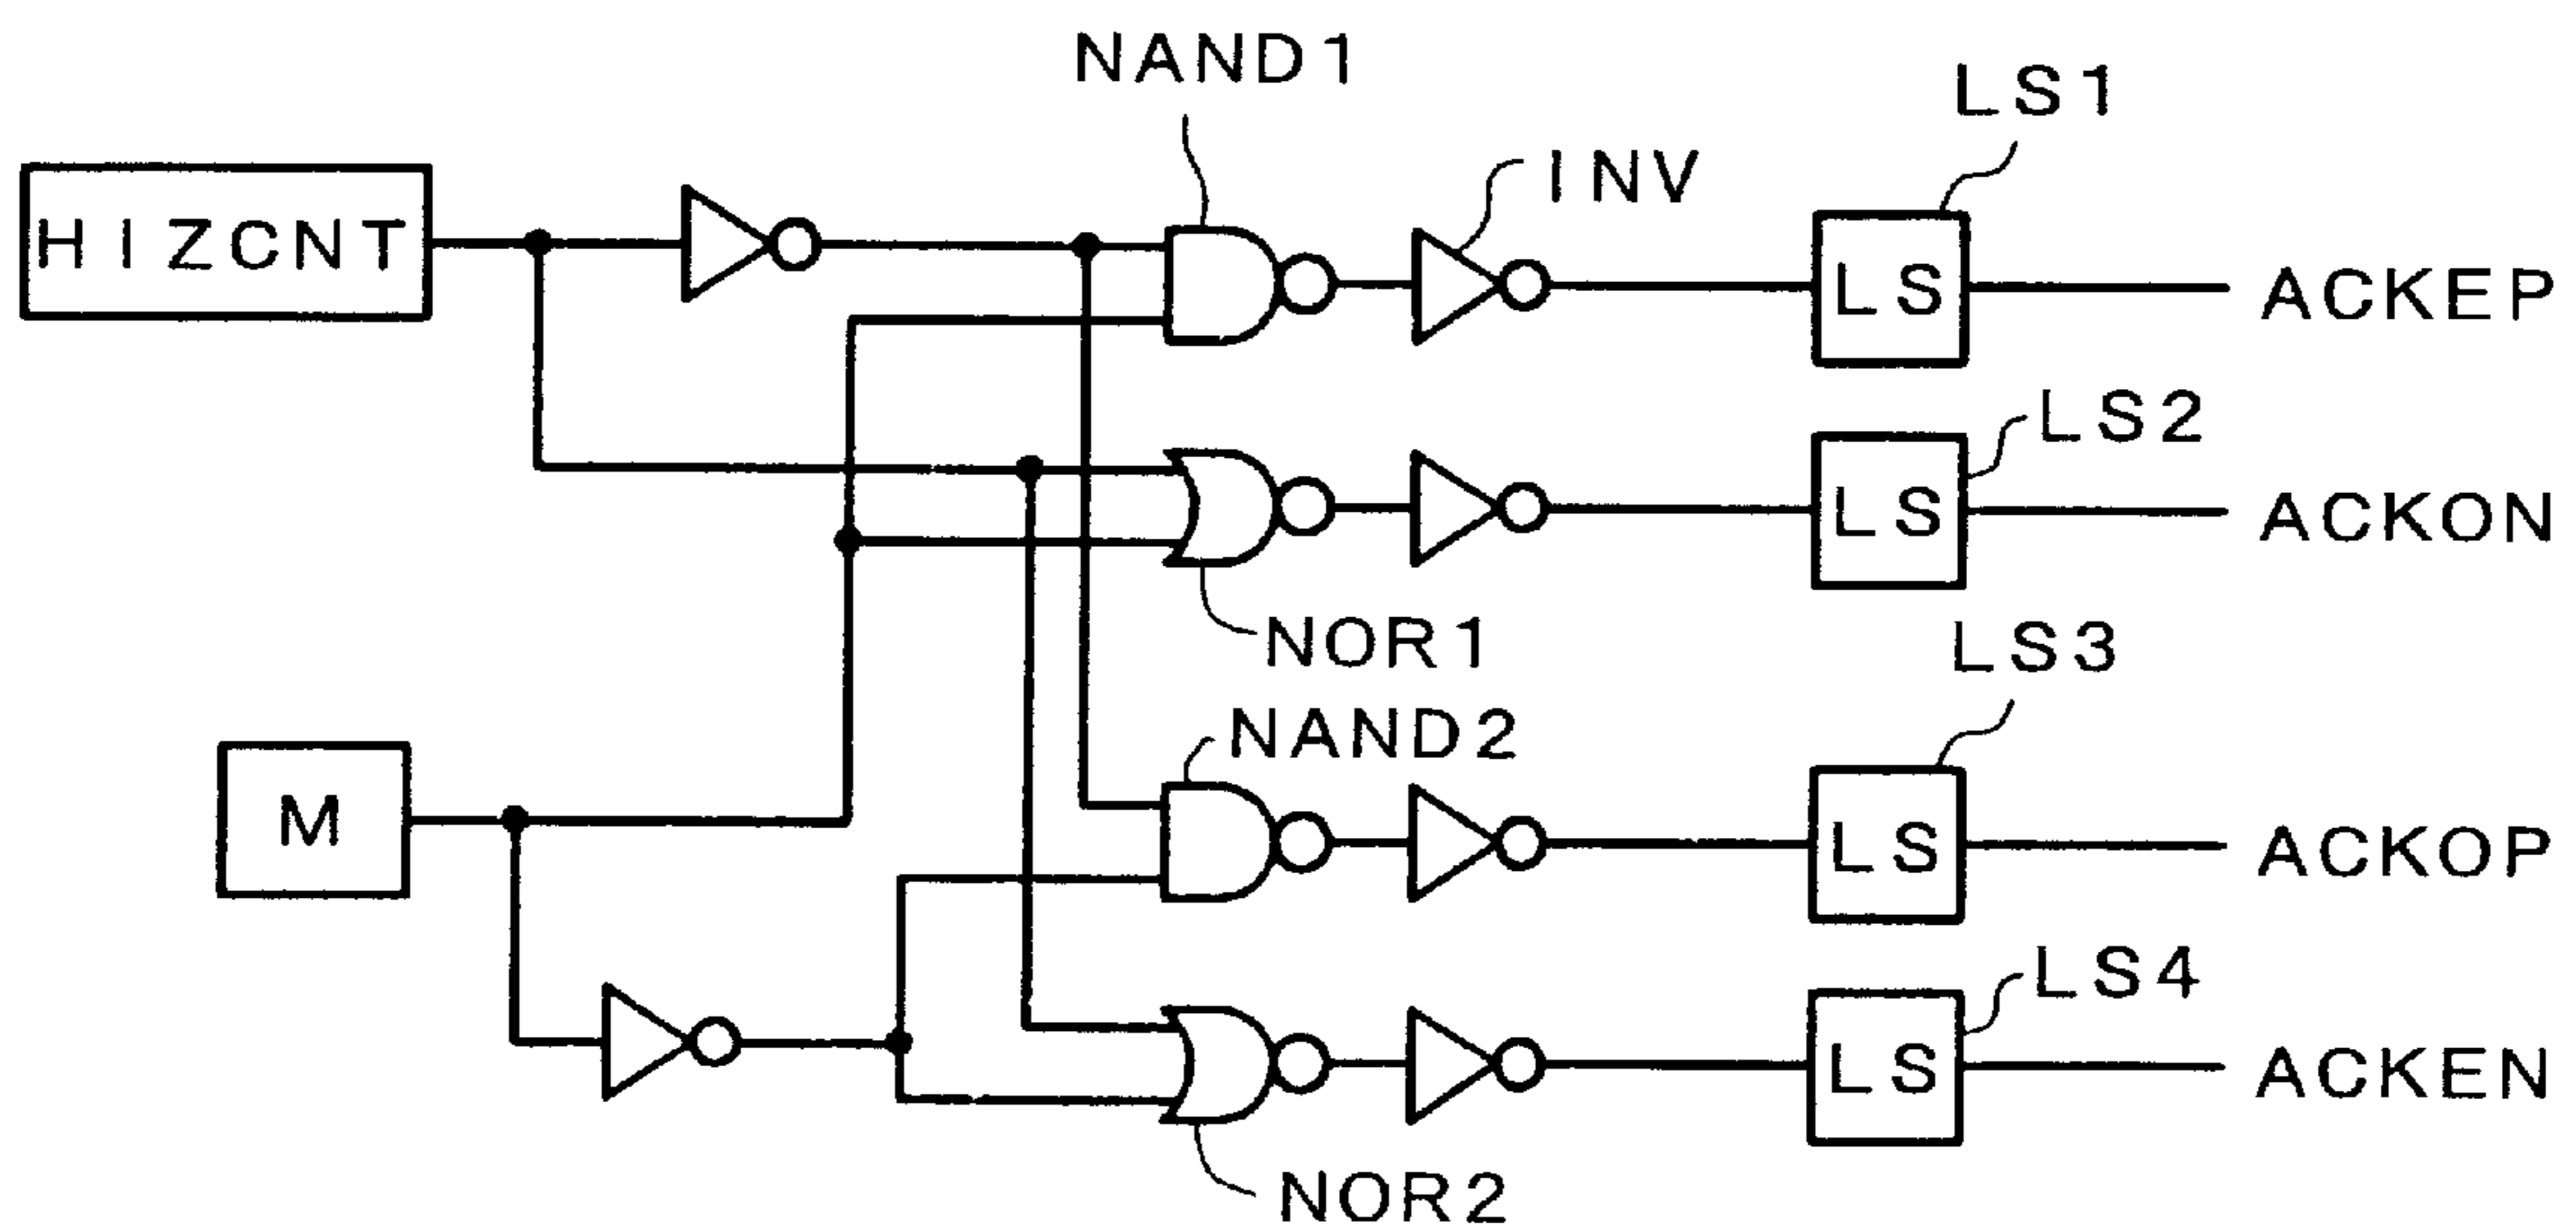 NAND1
LS1
INV
HIZCNT
LS
ACKEP
LS2
LS
ACKON
NOR1
LS3
NAND2
M
LS
ACKOP
LS4
LS
ACKEN
NOR2